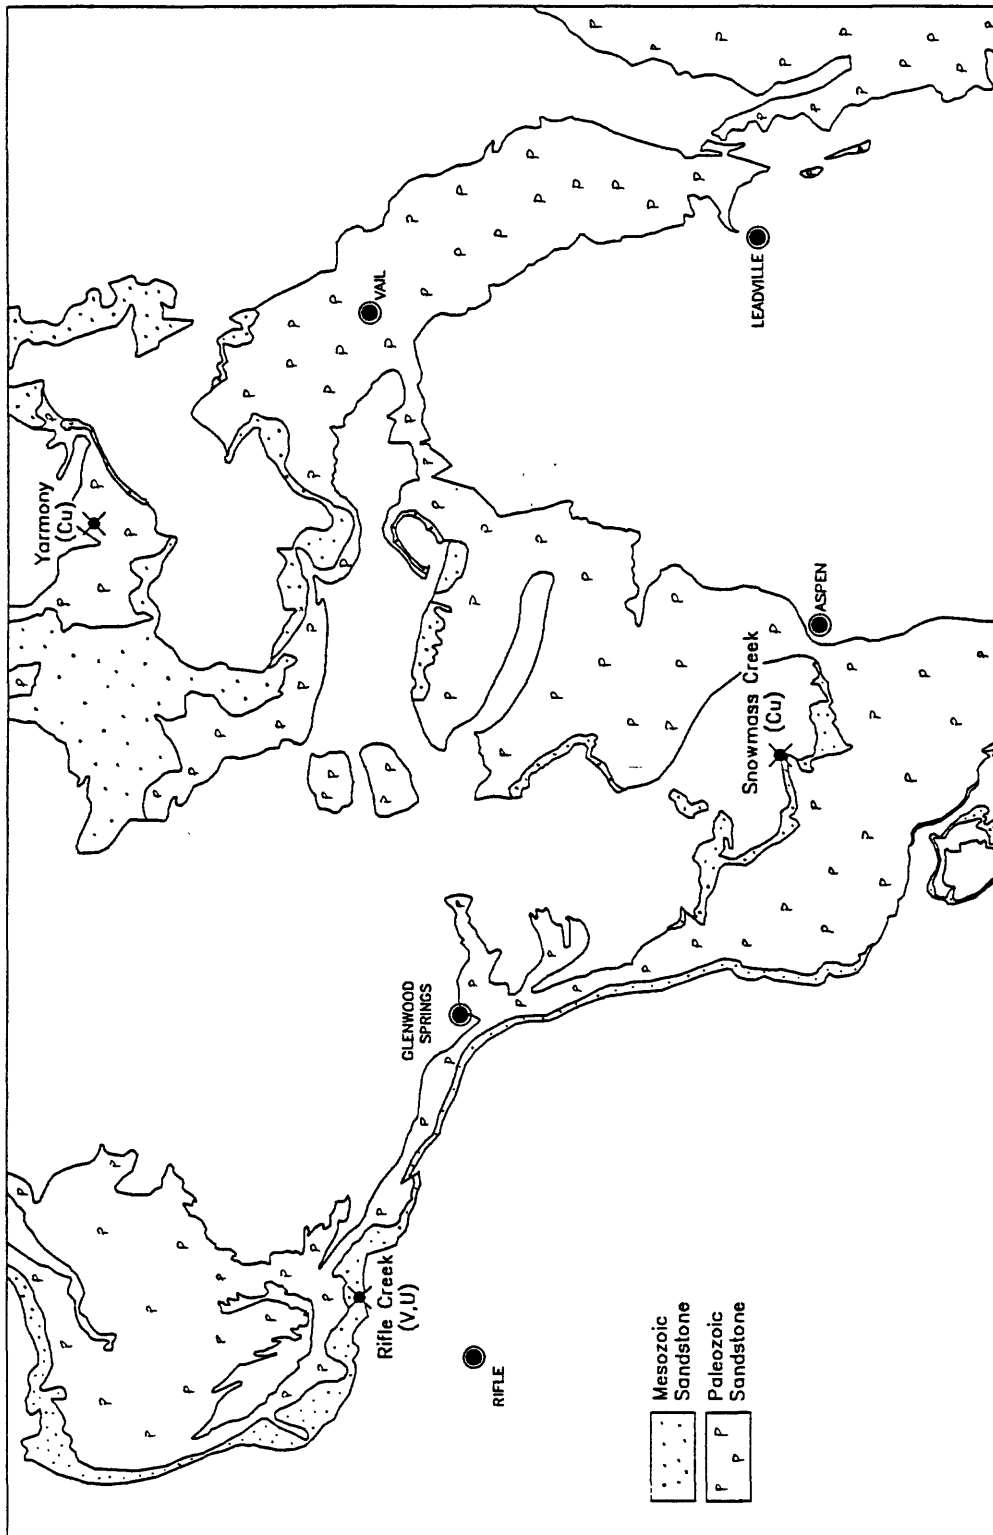 Yarmony
(Cu)
VAIL
LEADVILLE
ASPEN
Snowmass Creek
(Cu)
GLENWOOD
SPRINGS
Rifle Creek
(V,U)
RIFLE
Mesozoic
Sandstone
Paleozoic
Sandstone
P P
P